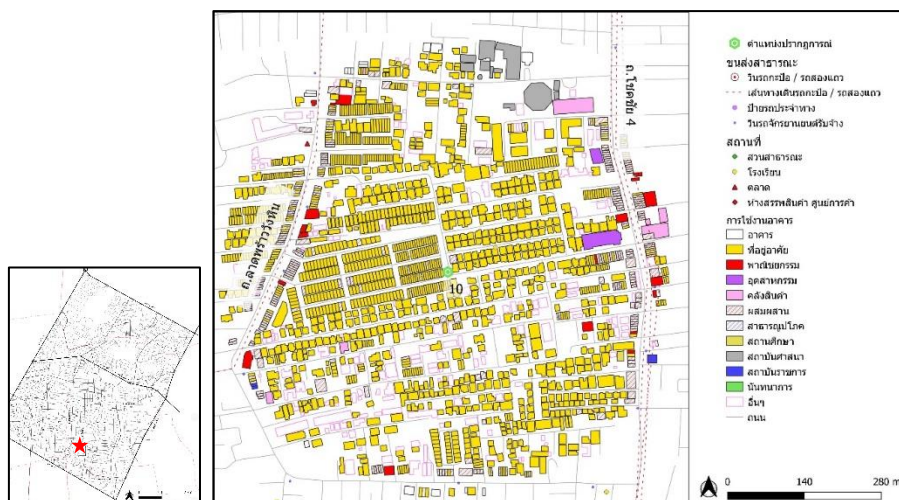 ตำแหน่งปรากฏการณ์
ขนส่งสาธารณะ
วินรถกะป๊อ / รถสองแถว
เส้นทางเดินรถกะป๊อ / รถสองแถว
ป้ายรถประจำทาง
วินรถจักรยานยนต์รับจ้าง
สถานที่
สวนสาธารณะ
โรงเรียน
ตลาด
ห้างสรรพสินค้า ศูนย์การค้า
การใช้งานอาคาร
อาคาร
ที่อยู่อาศัย
พาณิชยกรรม
อุตสาหกรรม
คลังสินค้า
ผสมผสาน
สาธารณูปโภค
สถานศึกษา
สถาบันศาสนา
สถาบันราชการ
นันทนาการ
อื่นๆ
ถนน
0 140 280 m
ถ.โชคชัย 4
ถ.ลาดพร้าววังหิน
10